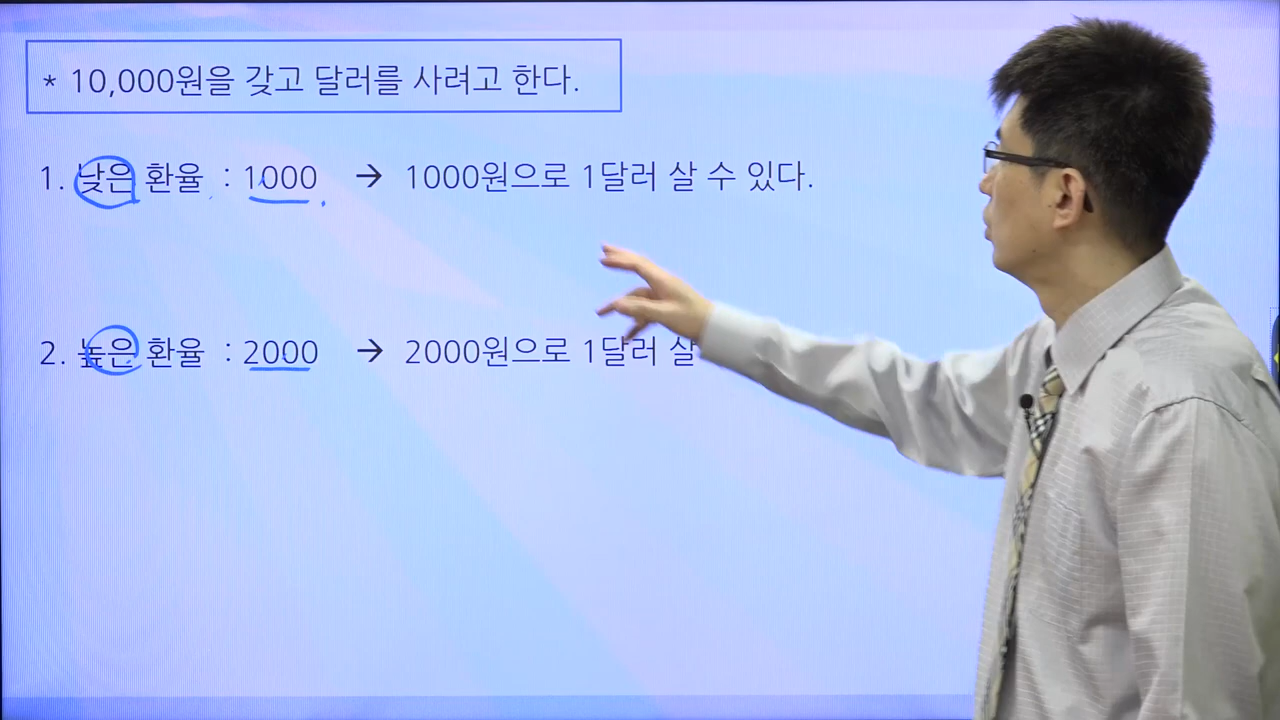 * 10,000원을 갖고 달러를 사려고 한다.
1. 낮은 환율 : 1000 → 1000원으로 1달러 살 수 있다.
2. 높은 환율 : 2000 → 2000원으로 1달러 살